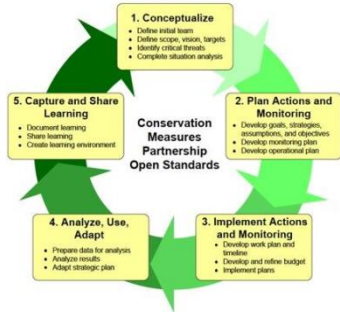 1. Conceptualize
• Define initial team
• Define scope, vision, targets
• Identify critical threats
• Complete situation analysis
2. Plan Actions and
Monitoring
• Develop goals, strategies,
assumptions, and objectives
• Develop monitoring plan
• Develop operational plan
3. Implement Actions
and Monitoring
• Develop work plan and
timeline
• Develop and refine budget
• Implement plans
4. Analyze, Use,
Adapt
• Prepare data for analysis
• Analyze results
• Adapt strategic plan
5. Capture and Share
Learning
• Document learning
• Share learning
• Create learning environment
Conservation
Measures
Partnership
Open Standards